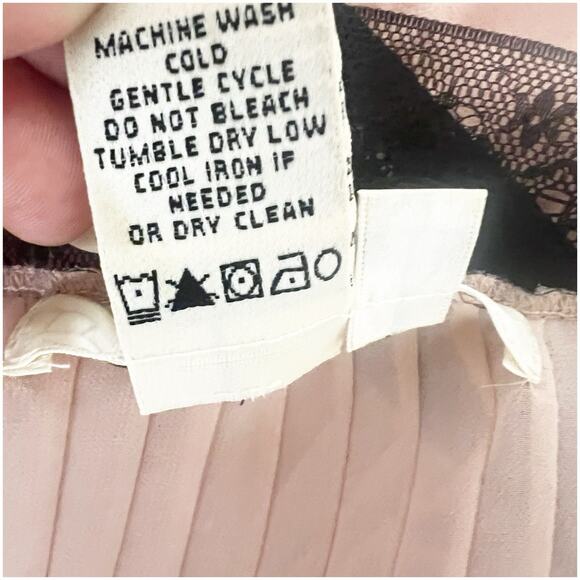 MACHINE WASH
COLD
GENTLE CYCLE
DO NOT BLEACH
TUMBLE DRY LOW
COOL IRON IF
NEEDED
OR DRY CLEAN